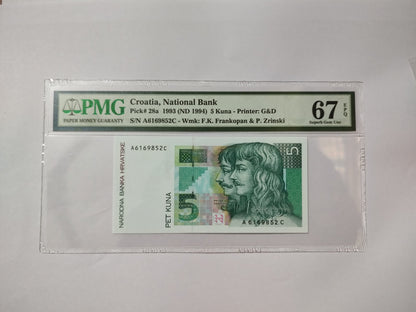 PMG
PAPER MONEY GUARANTY
Croatia, National Bank
Pick# 28a 1993 (ND 1994) 5 Kuna - Printer: G&D
S/N A6169852C - Wmk: F.K. Frankopan & P. Zrinski
67 EPQ
Superb Gem Unc
NARODNA BANKA HRVATSKE
A6169852C
5
PET KUNA
5
A6169852C